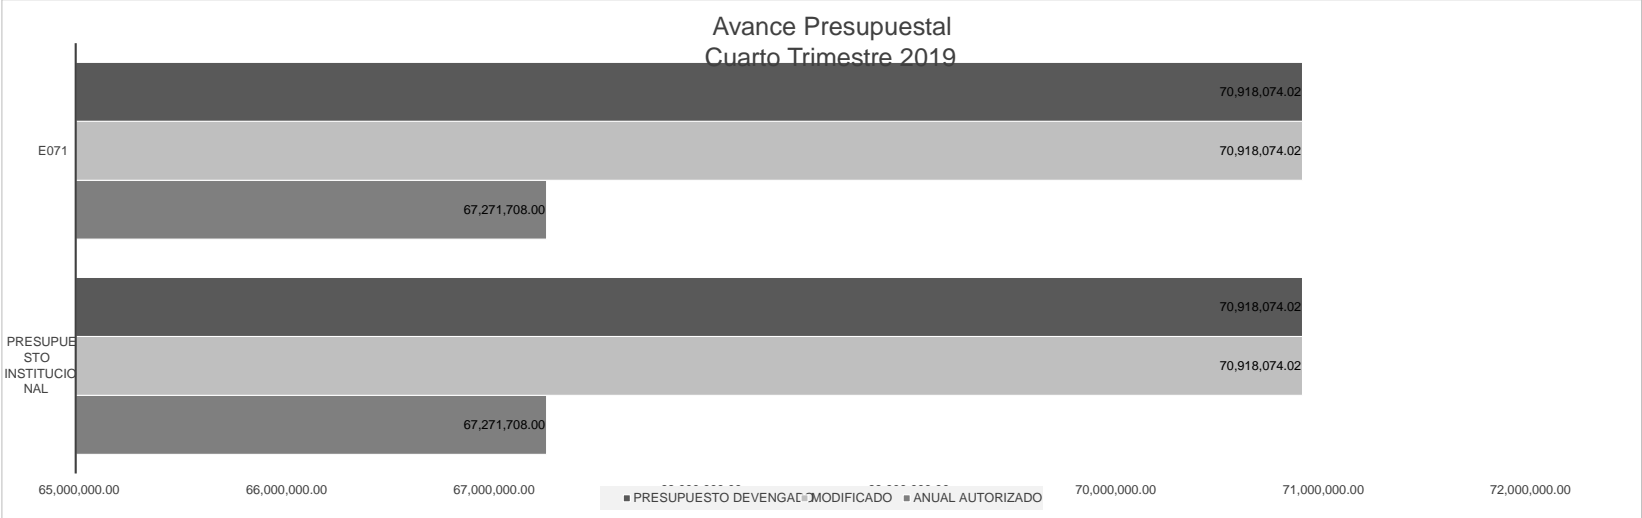 Avance Presupuestal
Cuarto Trimestre 2019
70,918,074.02
E071
70,918,074.02
67,271,708.00
70,918,074.02
PRESUPUE
STO
INSTITUCIO
NAL
70,918,074.02
67,271,708.00
65,000,000.00 66,000,000.00 67,000,000.00 70,000,000.00 71,000,000.00 72,000,000.00
PRESUPUESTO DEVENGADO MODIFICADO ANUAL AUTORIZADO